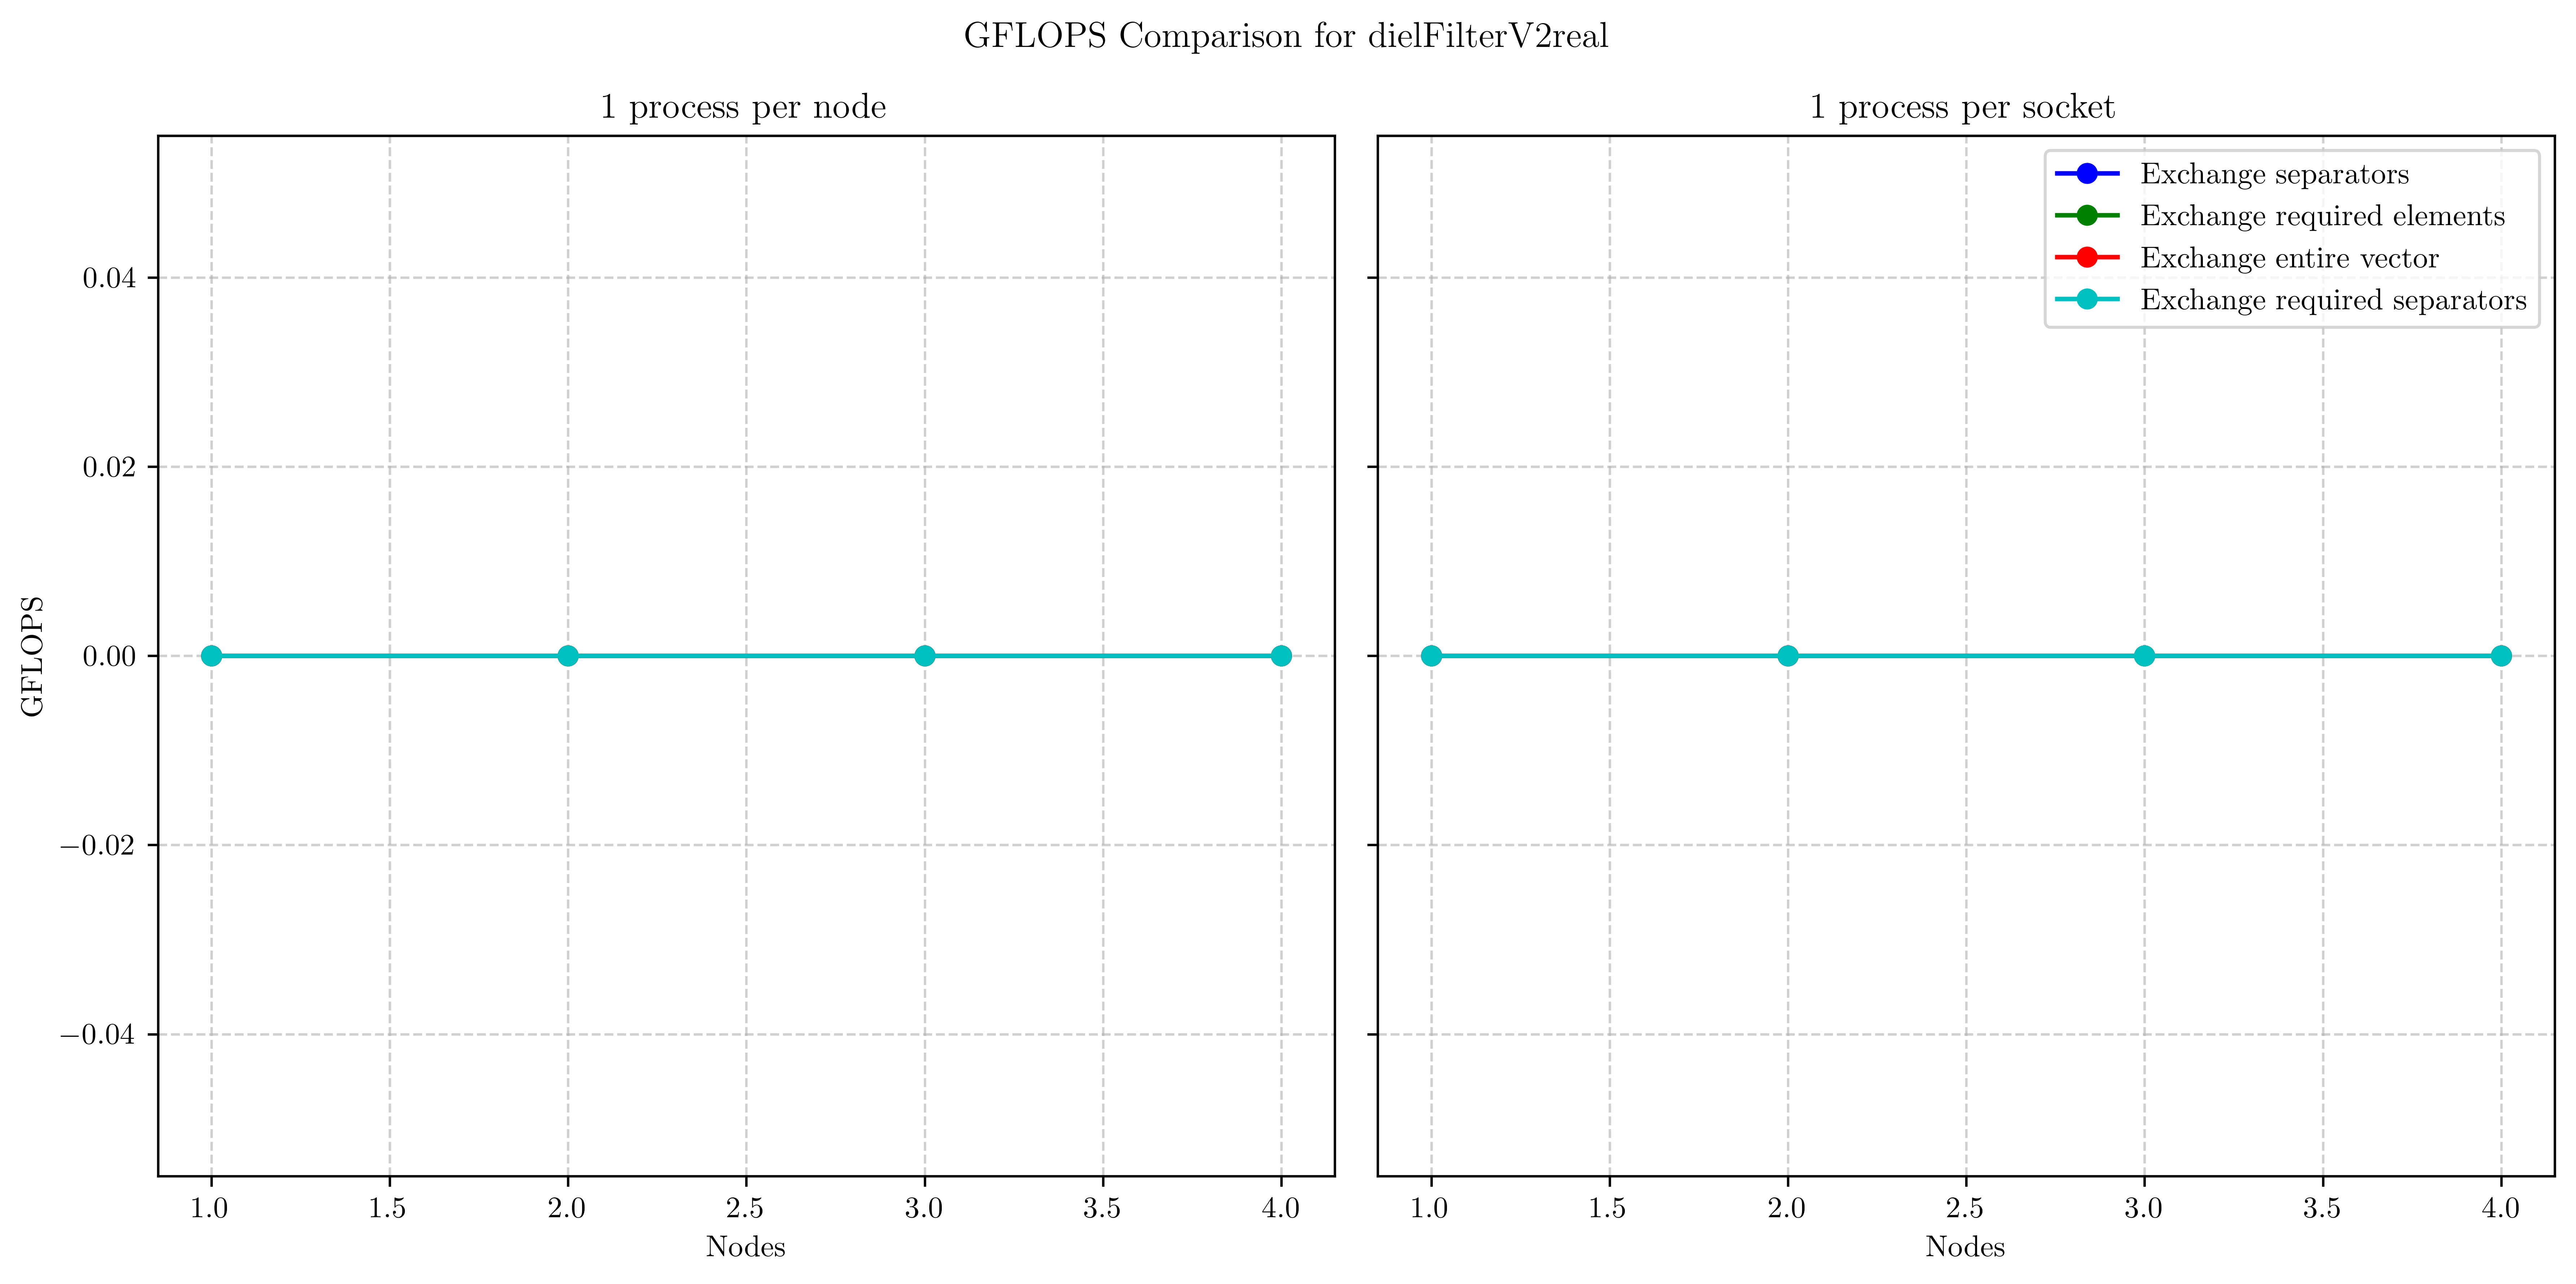 GFLOPS Comparison for dielFilterV2real
1 process per node
1 process per socket
Exchange separators
Exchange required elements
Exchange entire vector
Exchange required separators
GFLOPS
0.04
0.02
0.00
−0.02
−0.04
1.0 1.5 2.0 2.5 3.0 3.5 4.0
Nodes
1.0 1.5 2.0 2.5 3.0 3.5 4.0
Nodes